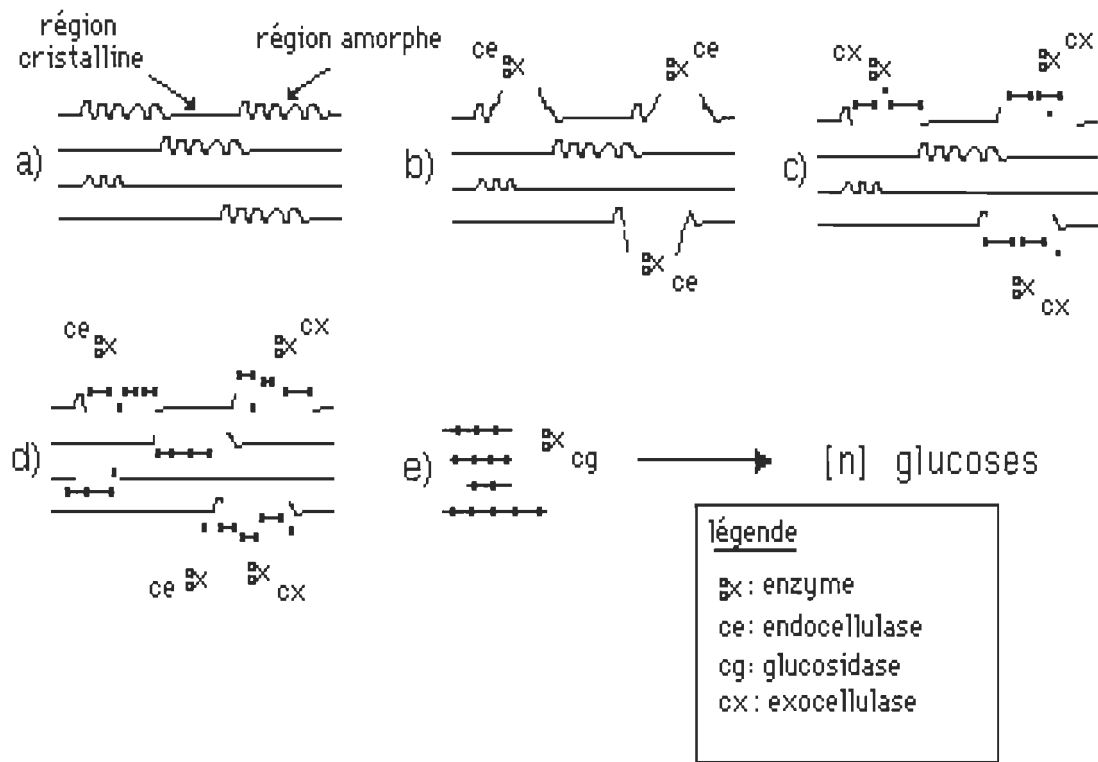 région
cristalline
région amorphe
a)
ce
ce
b)
ce
cx
cx
c)
cx
ce
cx
d)
ce
cx
e)
cg
[n] glucoses
légende
: enzyme
ce: endocellulase
cg: glucosidase
cx: exocellulase